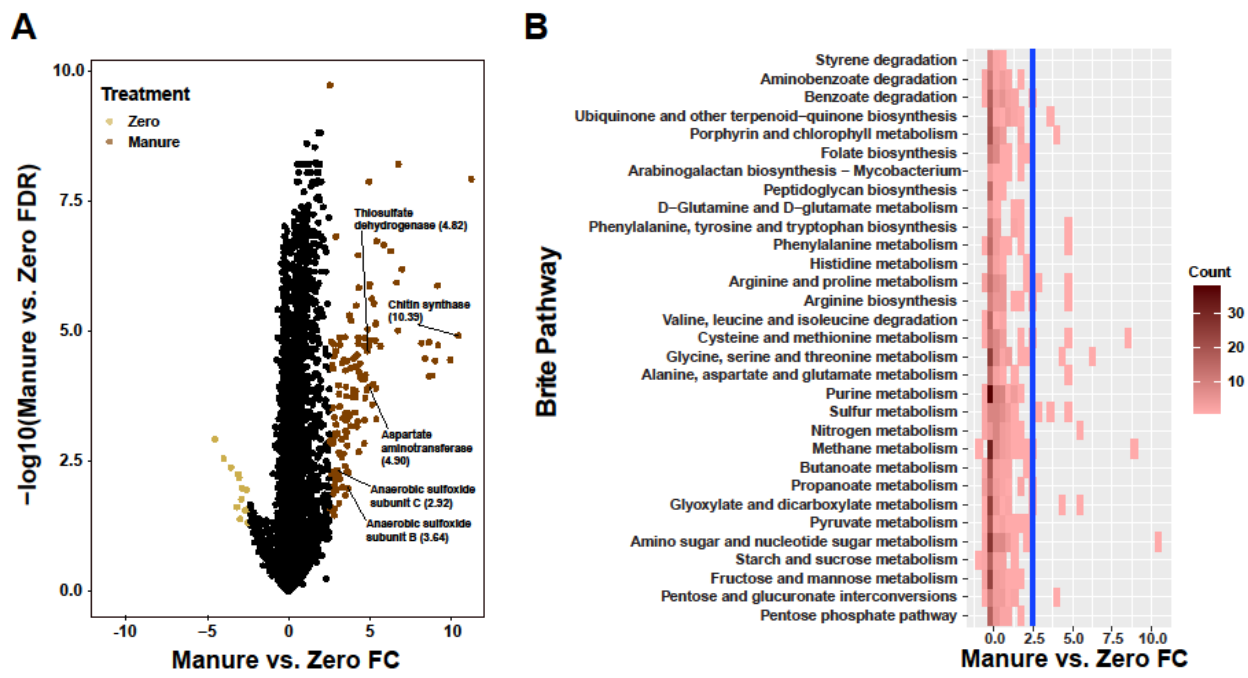 A
−log10(Manure vs. Zero FDR)
10.0
7.5
5.0
2.5
0.0
Treatment
Zero
Manure
Thiosulfate
dehydrogenase (4.82)
Chitin synthase
(10.39)
Aspartate
aminotransferase
(4.90)
Anaerobic sulfoxide
subunit C (2.92)
Anaerobic sulfoxide
subunit B (3.64)
-10
−5
0
5
10
Manure vs. Zero FC
B
Brite Pathway
Styrene degradation
Aminobenzoate degradation
Benzoate degradation
Ubiquinone and other terpenoid−quinone biosynthesis
Porphyrin and chlorophyll metabolism
Folate biosynthesis
Arabinogalactan biosynthesis − Mycobacterium
Peptidoglycan biosynthesis
D−Glutamine and D−glutamate metabolism
Phenylalanine, tyrosine and tryptophan biosynthesis
Phenylalanine metabolism
Histidine metabolism
Arginine and proline metabolism
Arginine biosynthesis
Valine, leucine and isoleucine degradation
Cysteine and methionine metabolism
Glycine, serine and threonine metabolism
Alanine, aspartate and glutamate metabolism
Purine metabolism
Sulfur metabolism
Nitrogen metabolism
Methane metabolism
Butanoate metabolism
Propanoate metabolism
Glyoxylate and dicarboxylate metabolism
Pyruvate metabolism
Amino sugar and nucleotide sugar metabolism
Starch and sucrose metabolism
Fructose and mannose metabolism
Pentose and glucuronate interconversions
Pentose phosphate pathway
0.0
2.5
5.0
7.5
10.0
Manure vs. Zero FC
Count
30
20
10